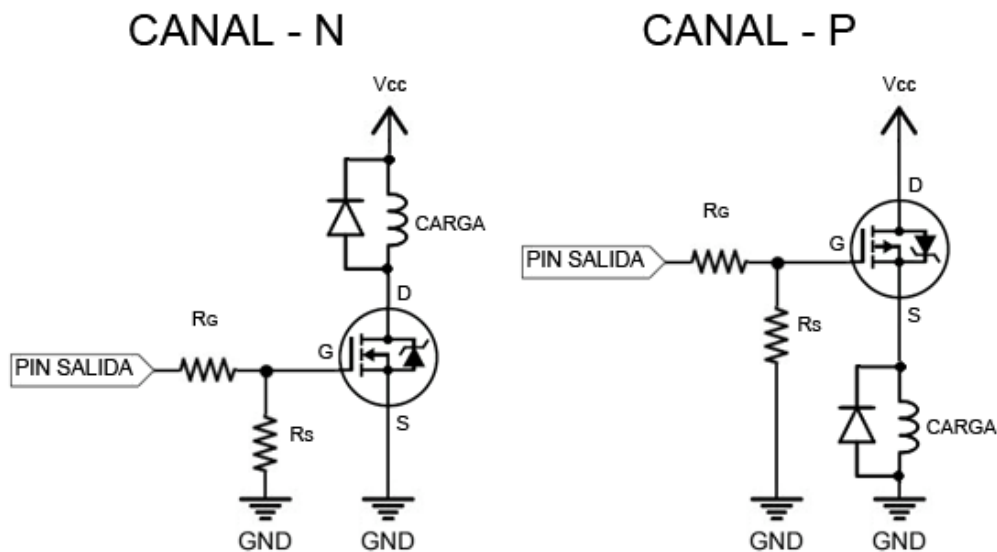 CANAL - N
Vcc
CARGA
D
RG
G
PIN SALIDA
S
RS
GND
GND
CANAL - P
Vcc
D
RG
G
PIN SALIDA
S
RS
CARGA
GND
GND